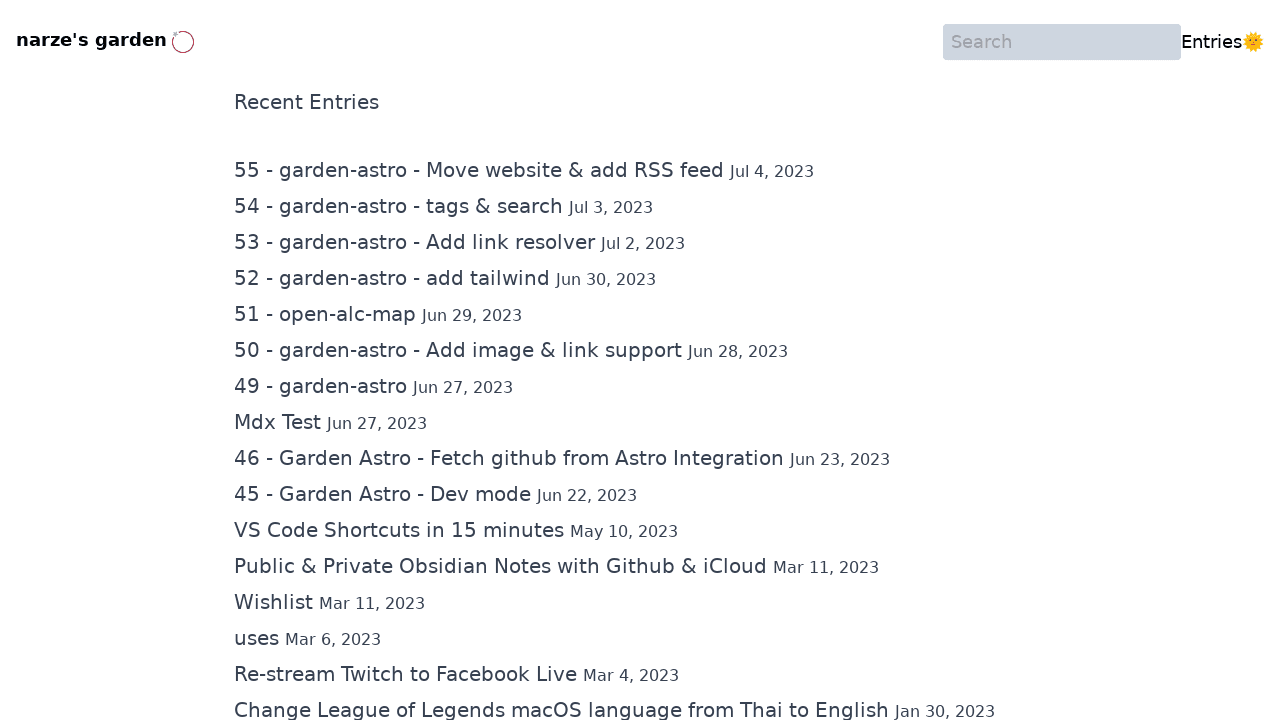 narze's garden
Search
Entries🌞
Recent Entries
55 - garden-astro - Move website & add RSS feed Jul 4, 2023
54 - garden-astro - tags & search Jul 3, 2023
53 - garden-astro - Add link resolver Jul 2, 2023
52 - garden-astro - add tailwind Jun 30, 2023
51 - open-alc-map Jun 29, 2023
50 - garden-astro - Add image & link support Jun 28, 2023
49 - garden-astro Jun 27, 2023
Mdx Test Jun 27, 2023
46 - Garden Astro - Fetch github from Astro Integration Jun 23, 2023
45 - Garden Astro - Dev mode Jun 22, 2023
VS Code Shortcuts in 15 minutes May 10, 2023
Public & Private Obsidian Notes with Github & iCloud Mar 11, 2023
Wishlist Mar 11, 2023
uses Mar 6, 2023
Re-stream Twitch to Facebook Live Mar 4, 2023
Change League of Legends macOS language from Thai to English Jan 30, 2023